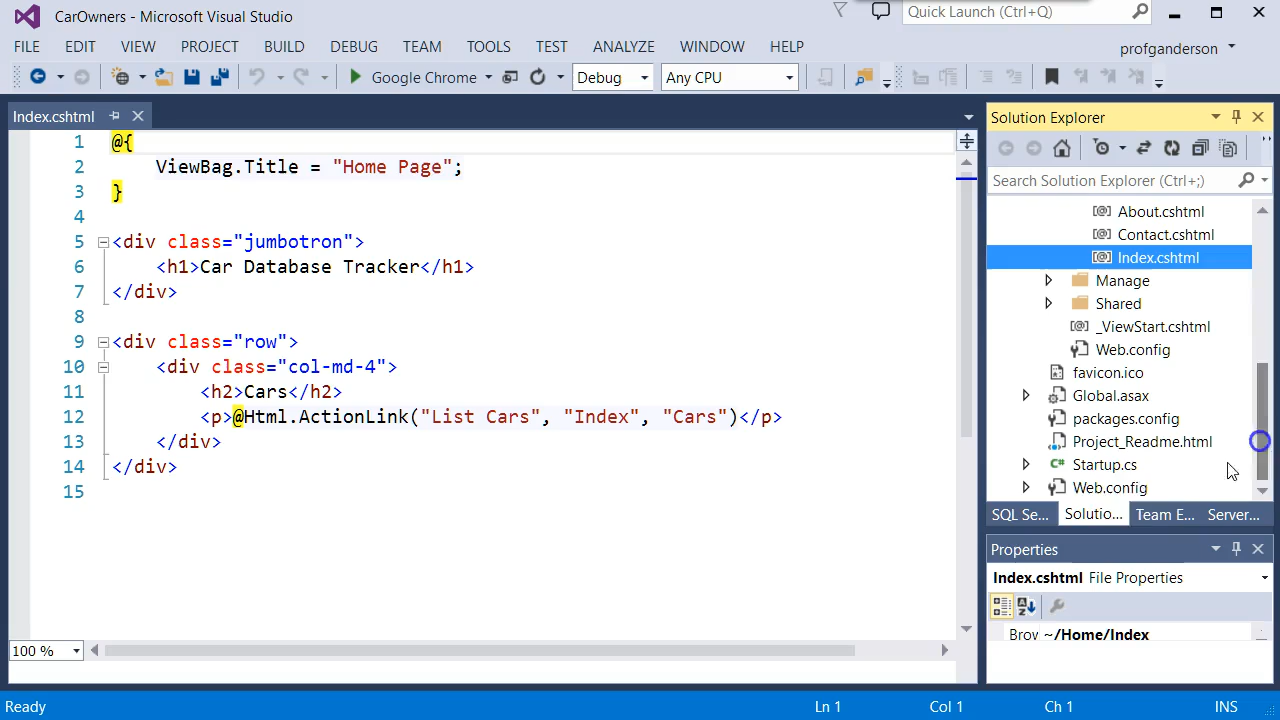 CarOwners - Microsoft Visual Studio
Quick Launch (Ctrl+Q)
FILE EDIT VIEW PROJECT BUILD DEBUG TEAM TOOLS TEST ANALYZE WINDOW HELP
profganderson
Google Chrome Debug Any CPU
Index.cshtml
1 @{
2 ViewBag.Title = "Home Page";
3 }
4
5 <div class="jumbotron">
6 <h1>Car Database Tracker</h1>
7 </div>
8
9 <div class="row">
10 <div class="col-md-4">
11 <h2>Cars</h2>
12 <p>@Html.ActionLink("List Cars", "Index", "Cars")</p>
13 </div>
14 </div>
15
100 %
Solution Explorer
Search Solution Explorer (Ctrl+;)
About.cshtml
Contact.cshtml
Index.cshtml
Manage
Shared
_ViewStart.cshtml
Web.config
favicon.ico
Global.asax
packages.config
Project_Readme.html
C# Startup.cs
Web.config
SQL Se... Solutio... Team E... Server...
Properties
Index.cshtml File Properties
Brov ~/Home/Index
Ready Ln 1 Col 1 Ch 1 INS